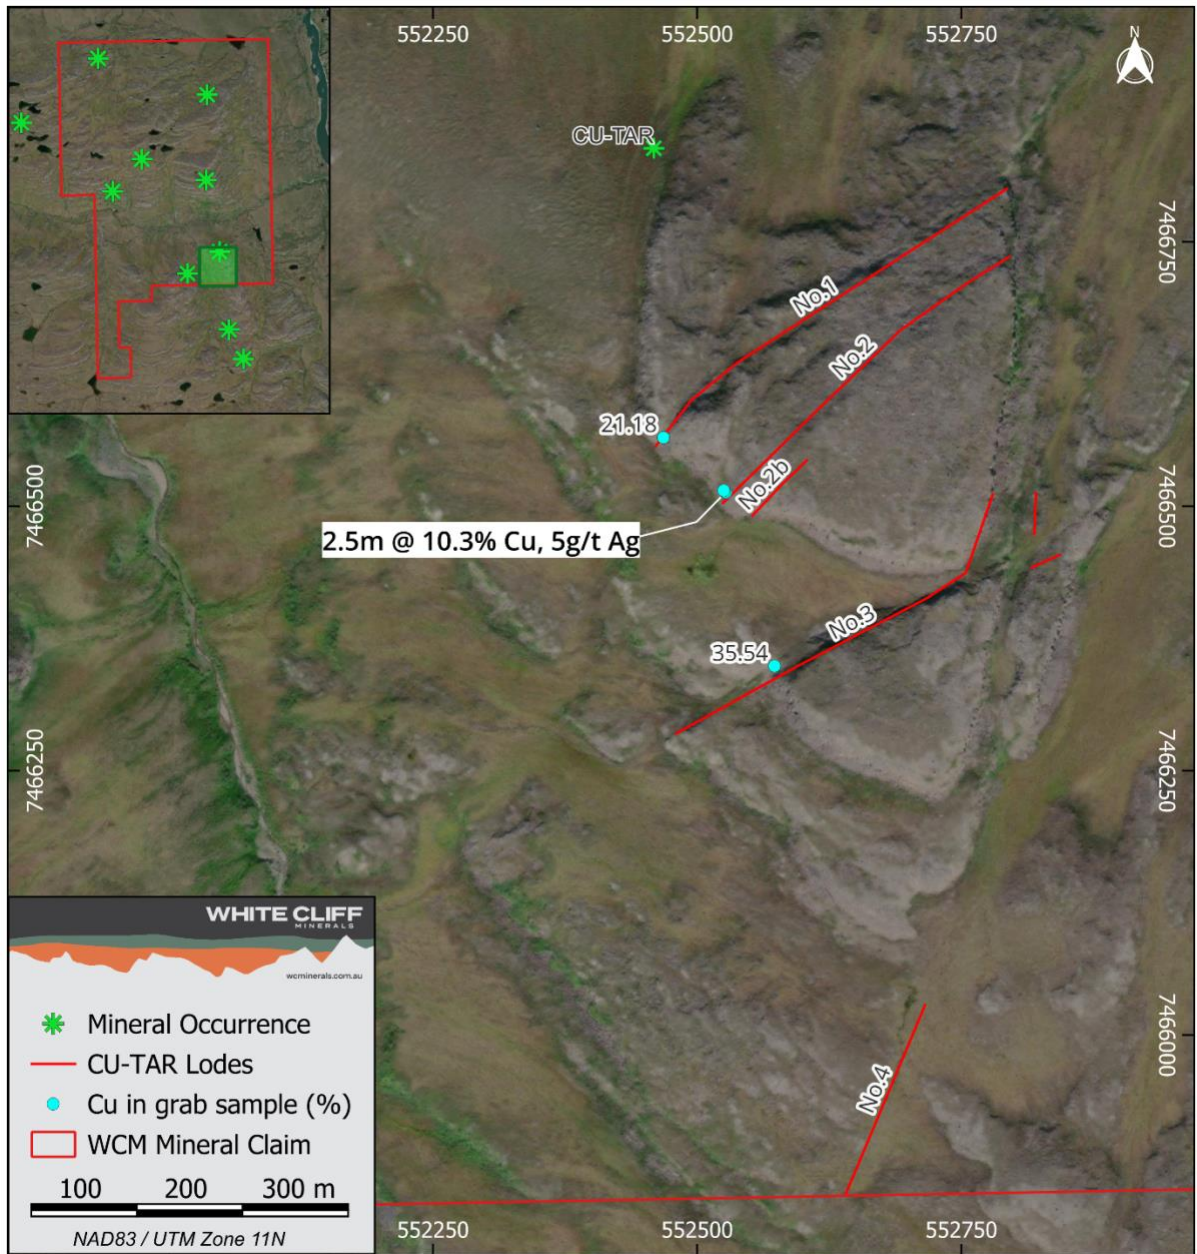 552250
552500
552750
N
CU-TAR
7466750
7466750
No.1
No.2
21.18
No.2b
7466500
7466500
2.5m @ 10.3% Cu, 5g/t Ag
No.3
35.54
7466250
7466250
WHITE CLIFF
MINERALS
wcminerals.com.au
Mineral Occurrence
CU-TAR Lodes
Cu in grab sample (%)
WCM Mineral Claim
100 200 300 m
NAD83 / UTM Zone 11N
7466000
No.4
552250
552500
552750